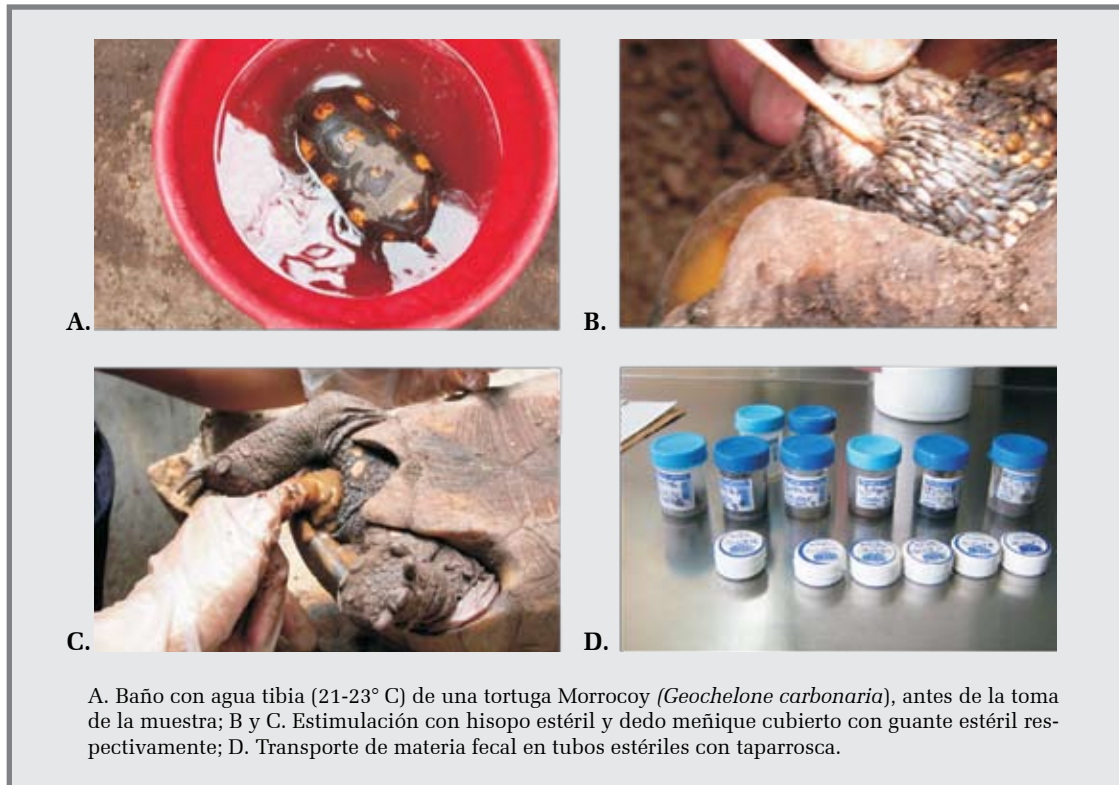 A.
B.
C.
D.
A. Baño con agua tibia (21-23° C) de una tortuga Morrocoy (Geochelone carbonaria), antes de la toma
de la muestra; B y C. Estimulación con hisopo estéril y dedo meñique cubierto con guante estéril res-
pectivamente; D. Transporte de materia fecal en tubos estériles con taparrosca.